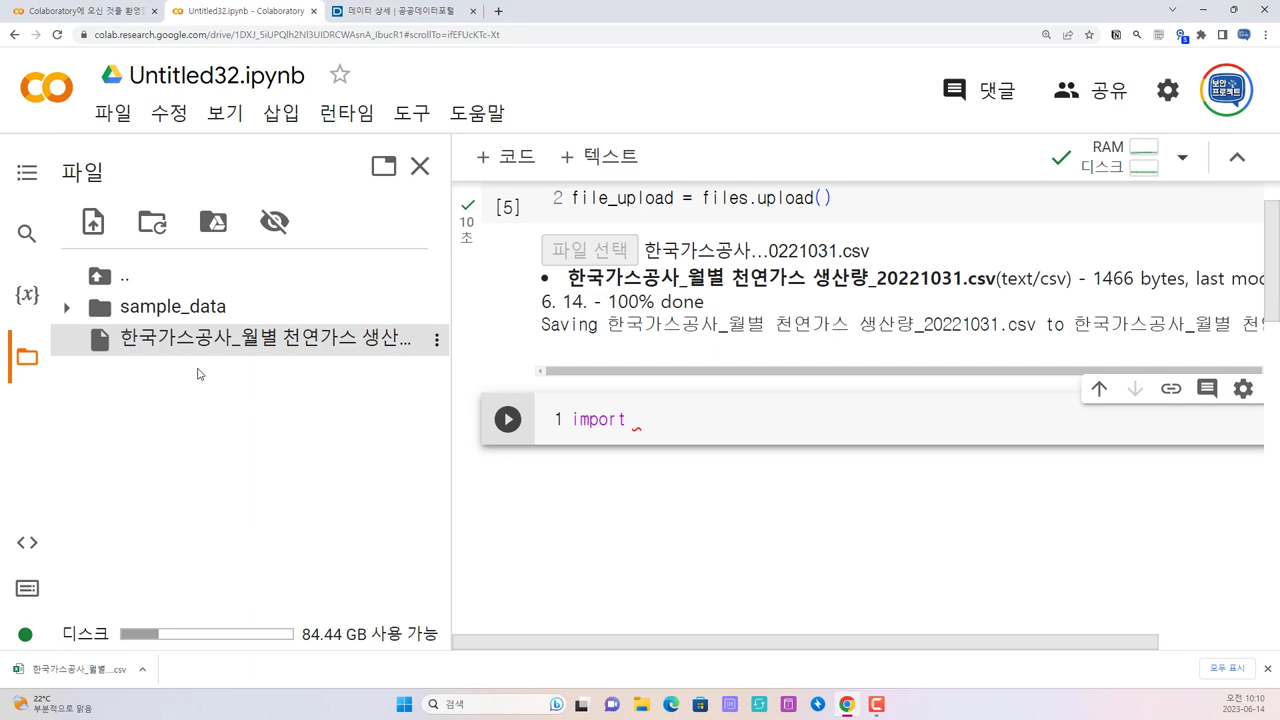 Colaboratory에 오신 것을 환영합
Untitled32.ipynb - Colaboratory
데이터 상세 | 공공데이터포털
colab.research.google.com/drive/1DXJ_5iUPQlh2Nl3UIDRCWAsnA_lbucR1#scrollTo=ifEFUcKTc-Xt
Untitled32.ipynb
파일 수정 보기 삽입 런타임 도구 도움말
댓글 공유
보안
프로젝트
파일
..
sample_data
한국가스공사_월별 천연가스 생산...
디스크 84.44 GB 사용 가능
+ 코드 + 텍스트
RAM
디스크
[5]
10
초
2 file_upload = files.upload()
파일 선택 한국가스공사...0221031.csv
한국가스공사_월별 천연가스 생산량_20221031.csv(text/csv) - 1466 bytes, last mod
6. 14. - 100% done
Saving 한국가스공사_월별 천연가스 생산량_20221031.csv to 한국가스공사_월별 천연
1 import
한국가스공사_월별....csv
모두 표시
22°C
부분적으로 맑음
검색
오전 10:10
2023-06-14